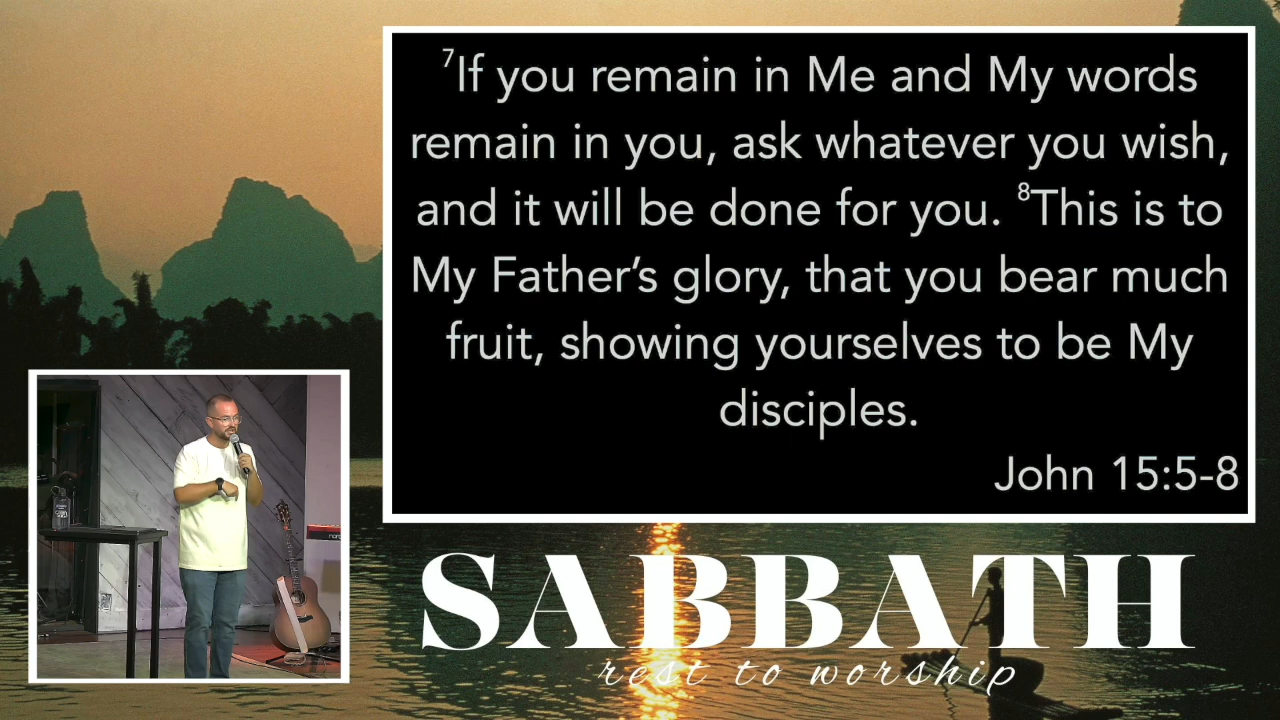 ⁷If you remain in Me and My words
remain in you, ask whatever you wish,
and it will be done for you. ⁸This is to
My Father’s glory, that you bear much
fruit, showing yourselves to be My
disciples.
John 15:5-8
SABBATH
rest to worship